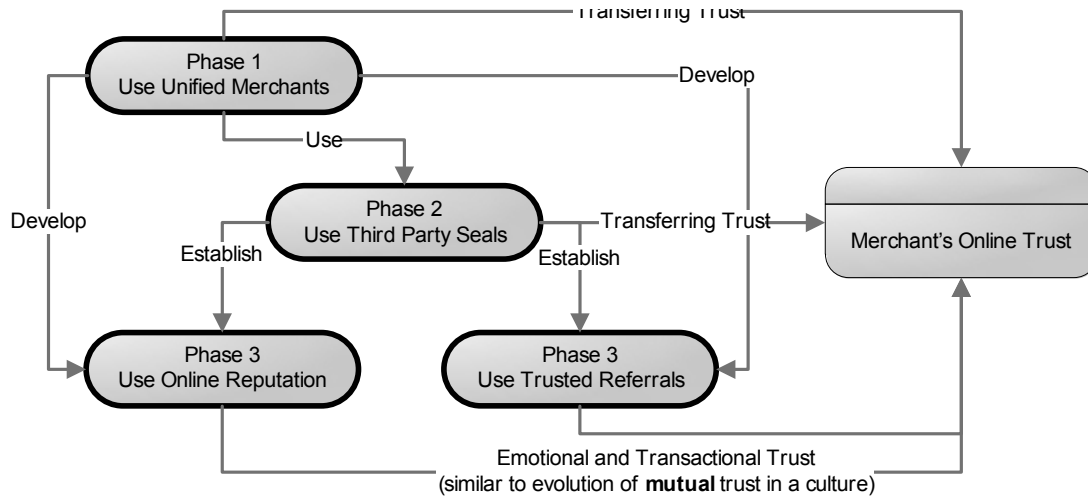 Transferring Trust
Phase 1
Use Unified Merchants
Develop
Use
Phase 2
Use Third Party Seals
Develop
Transferring Trust
Merchant’s Online Trust
Establish
Establish
Phase 3
Use Online Reputation
Phase 3
Use Trusted Referrals
Emotional and Transactional Trust
(similar to evolution of mutual trust in a culture)